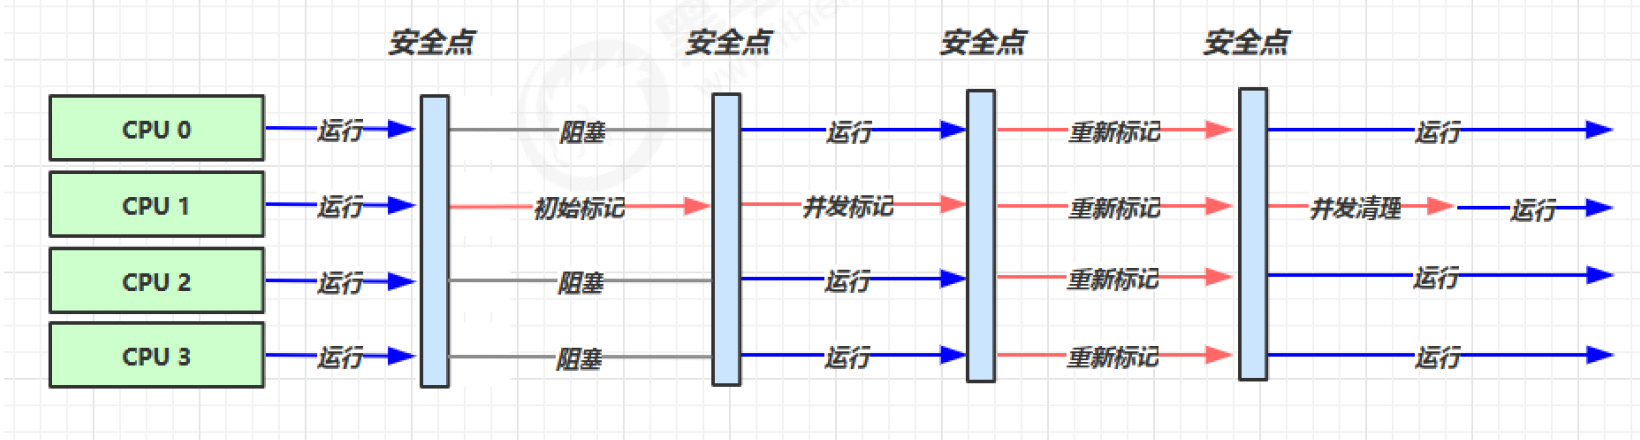 安全点 安全点 安全点 安全点
CPU 0 运行 阻塞 运行 重新标记 运行
CPU 1 运行 初始标记 并发标记 重新标记 并发清理 运行
CPU 2 运行 阻塞 运行 重新标记 运行
CPU 3 运行 阻塞 运行 重新标记 运行